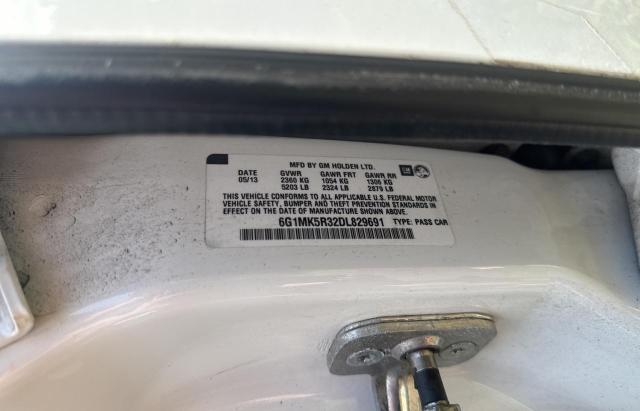 MFD BY GM HOLDEN LTD.
DATE GVWR GAWR FRT GAWR RR
05/13 2360 KG 1054 KG 1306 KG
5203 LB 2324 LB 2879 LB
THIS VEHICLE CONFORMS TO ALL APPLICABLE U.S. FEDERAL MOTOR
VEHICLE SAFETY, BUMPER AND THEFT PREVENTION STANDARDS IN
EFFECT ON THE DATE OF MANUFACTURE SHOWN ABOVE.
6G1MK5R32DL829691 TYPE: PASS CAR
GM